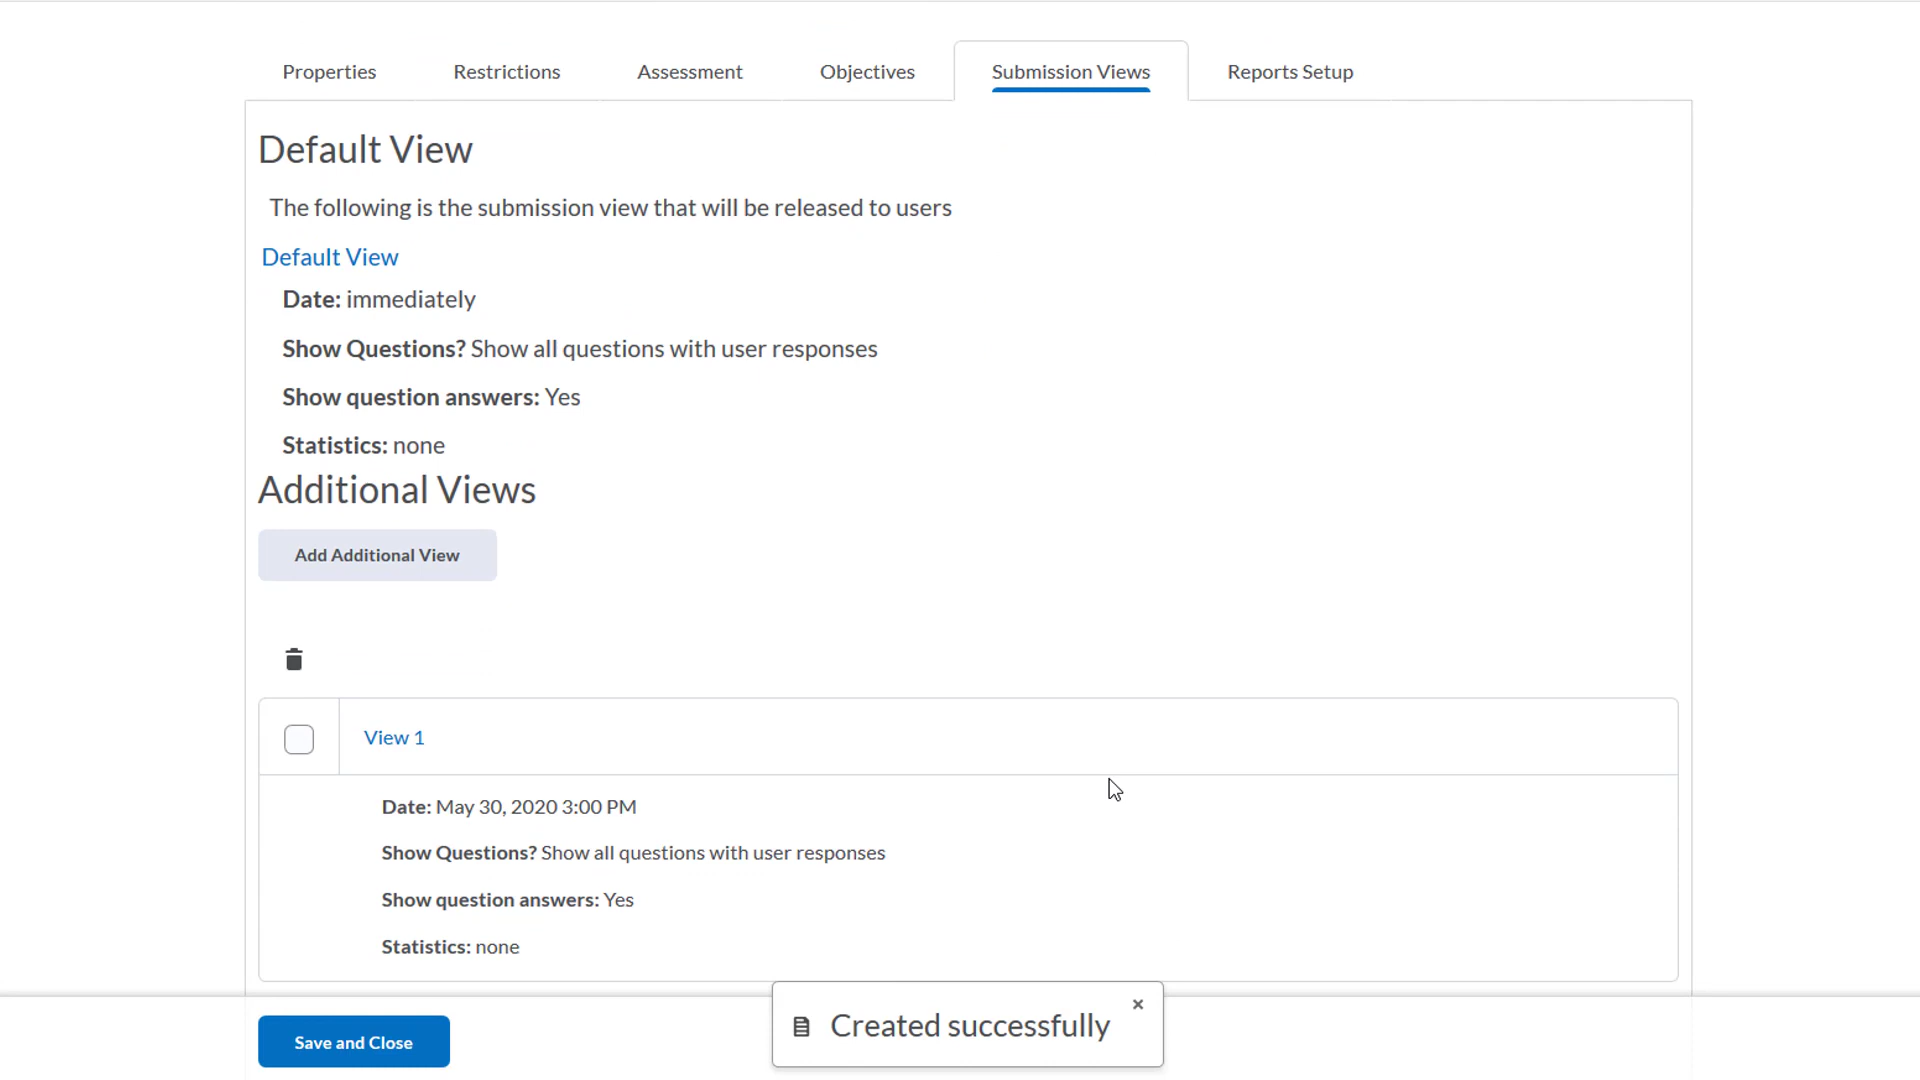 Properties
Restrictions
Assessment
Objectives
Submission Views
Reports Setup
Default View
The following is the submission view that will be released to users
Default View
Date: immediately
Show Questions? Show all questions with user responses
Show question answers: Yes
Statistics: none
Additional Views
Add Additional View
View 1
Date: May 30, 2020 3:00 PM
Show Questions? Show all questions with user responses
Show question answers: Yes
Statistics: none
Save and Close
Created successfully